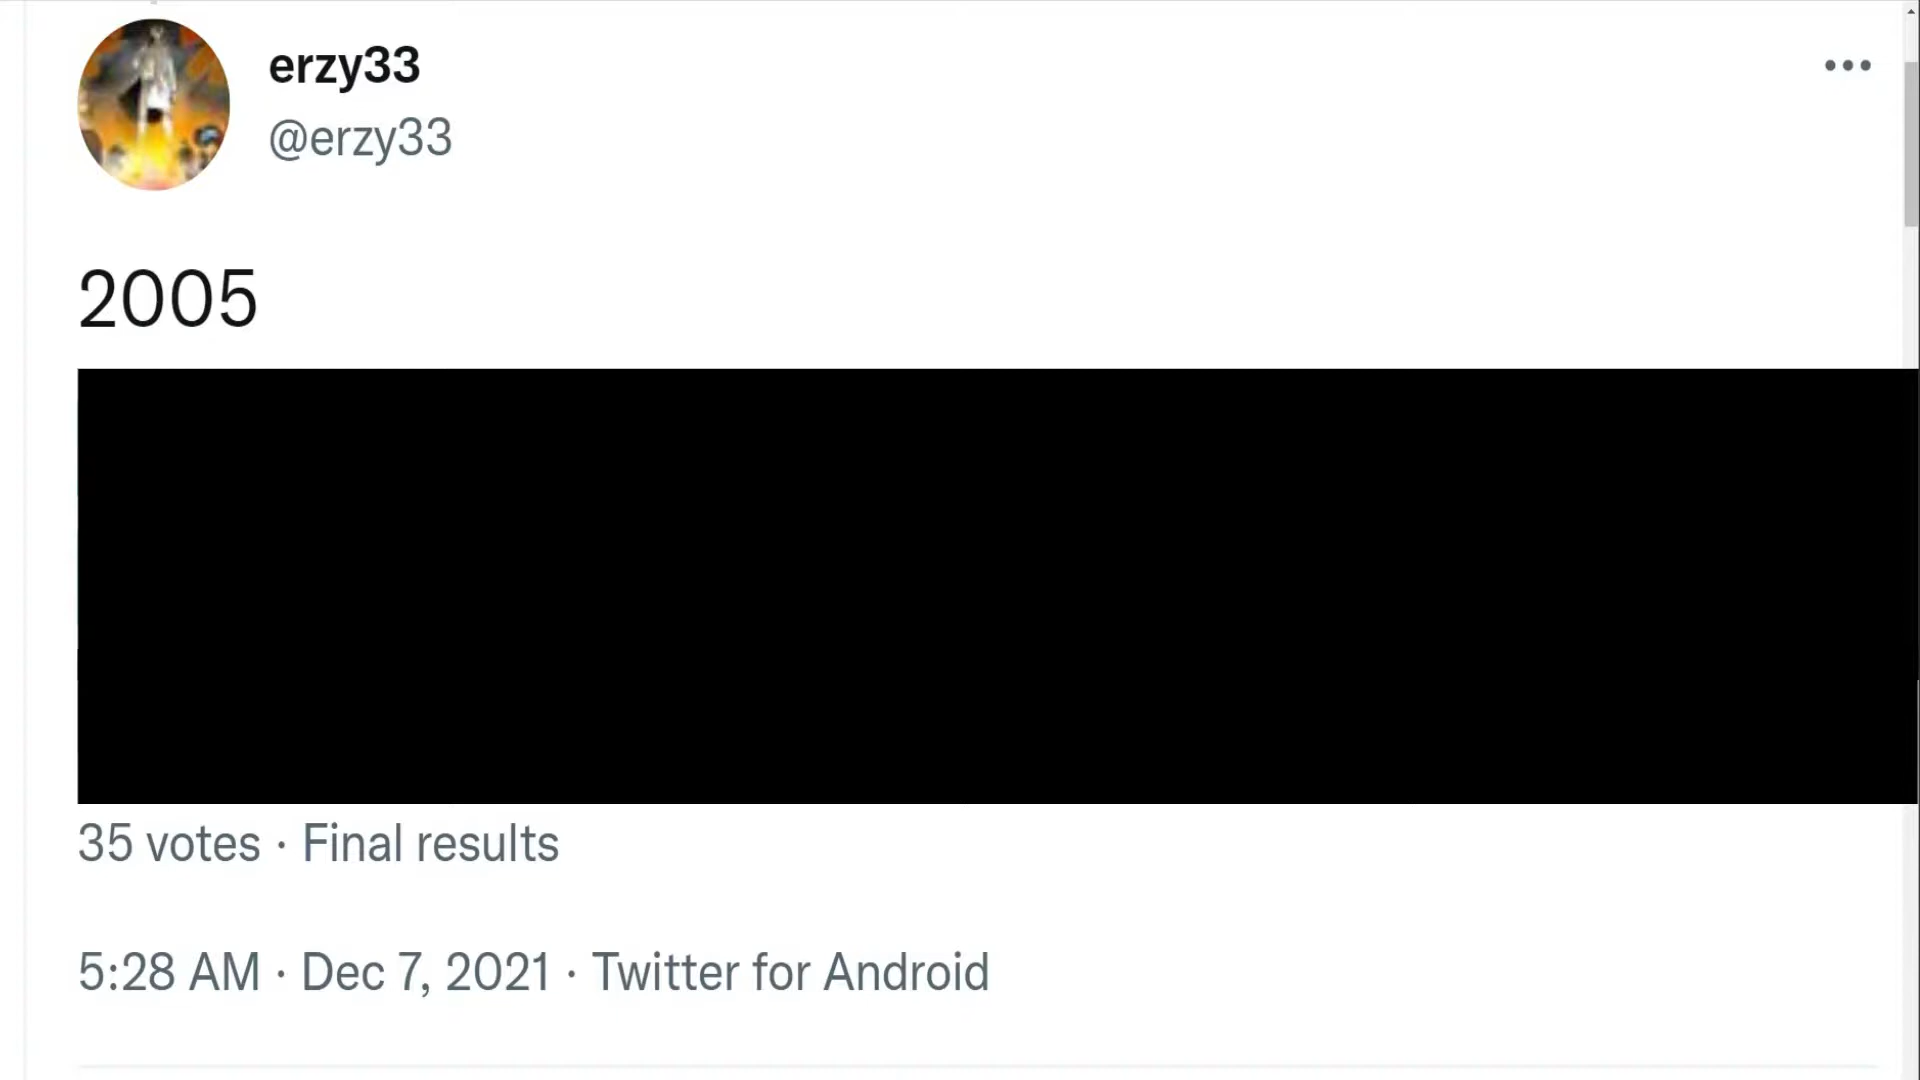 erzy33
@erzy33
2005
35 votes · Final results
5:28 AM · Dec 7, 2021 · Twitter for Android